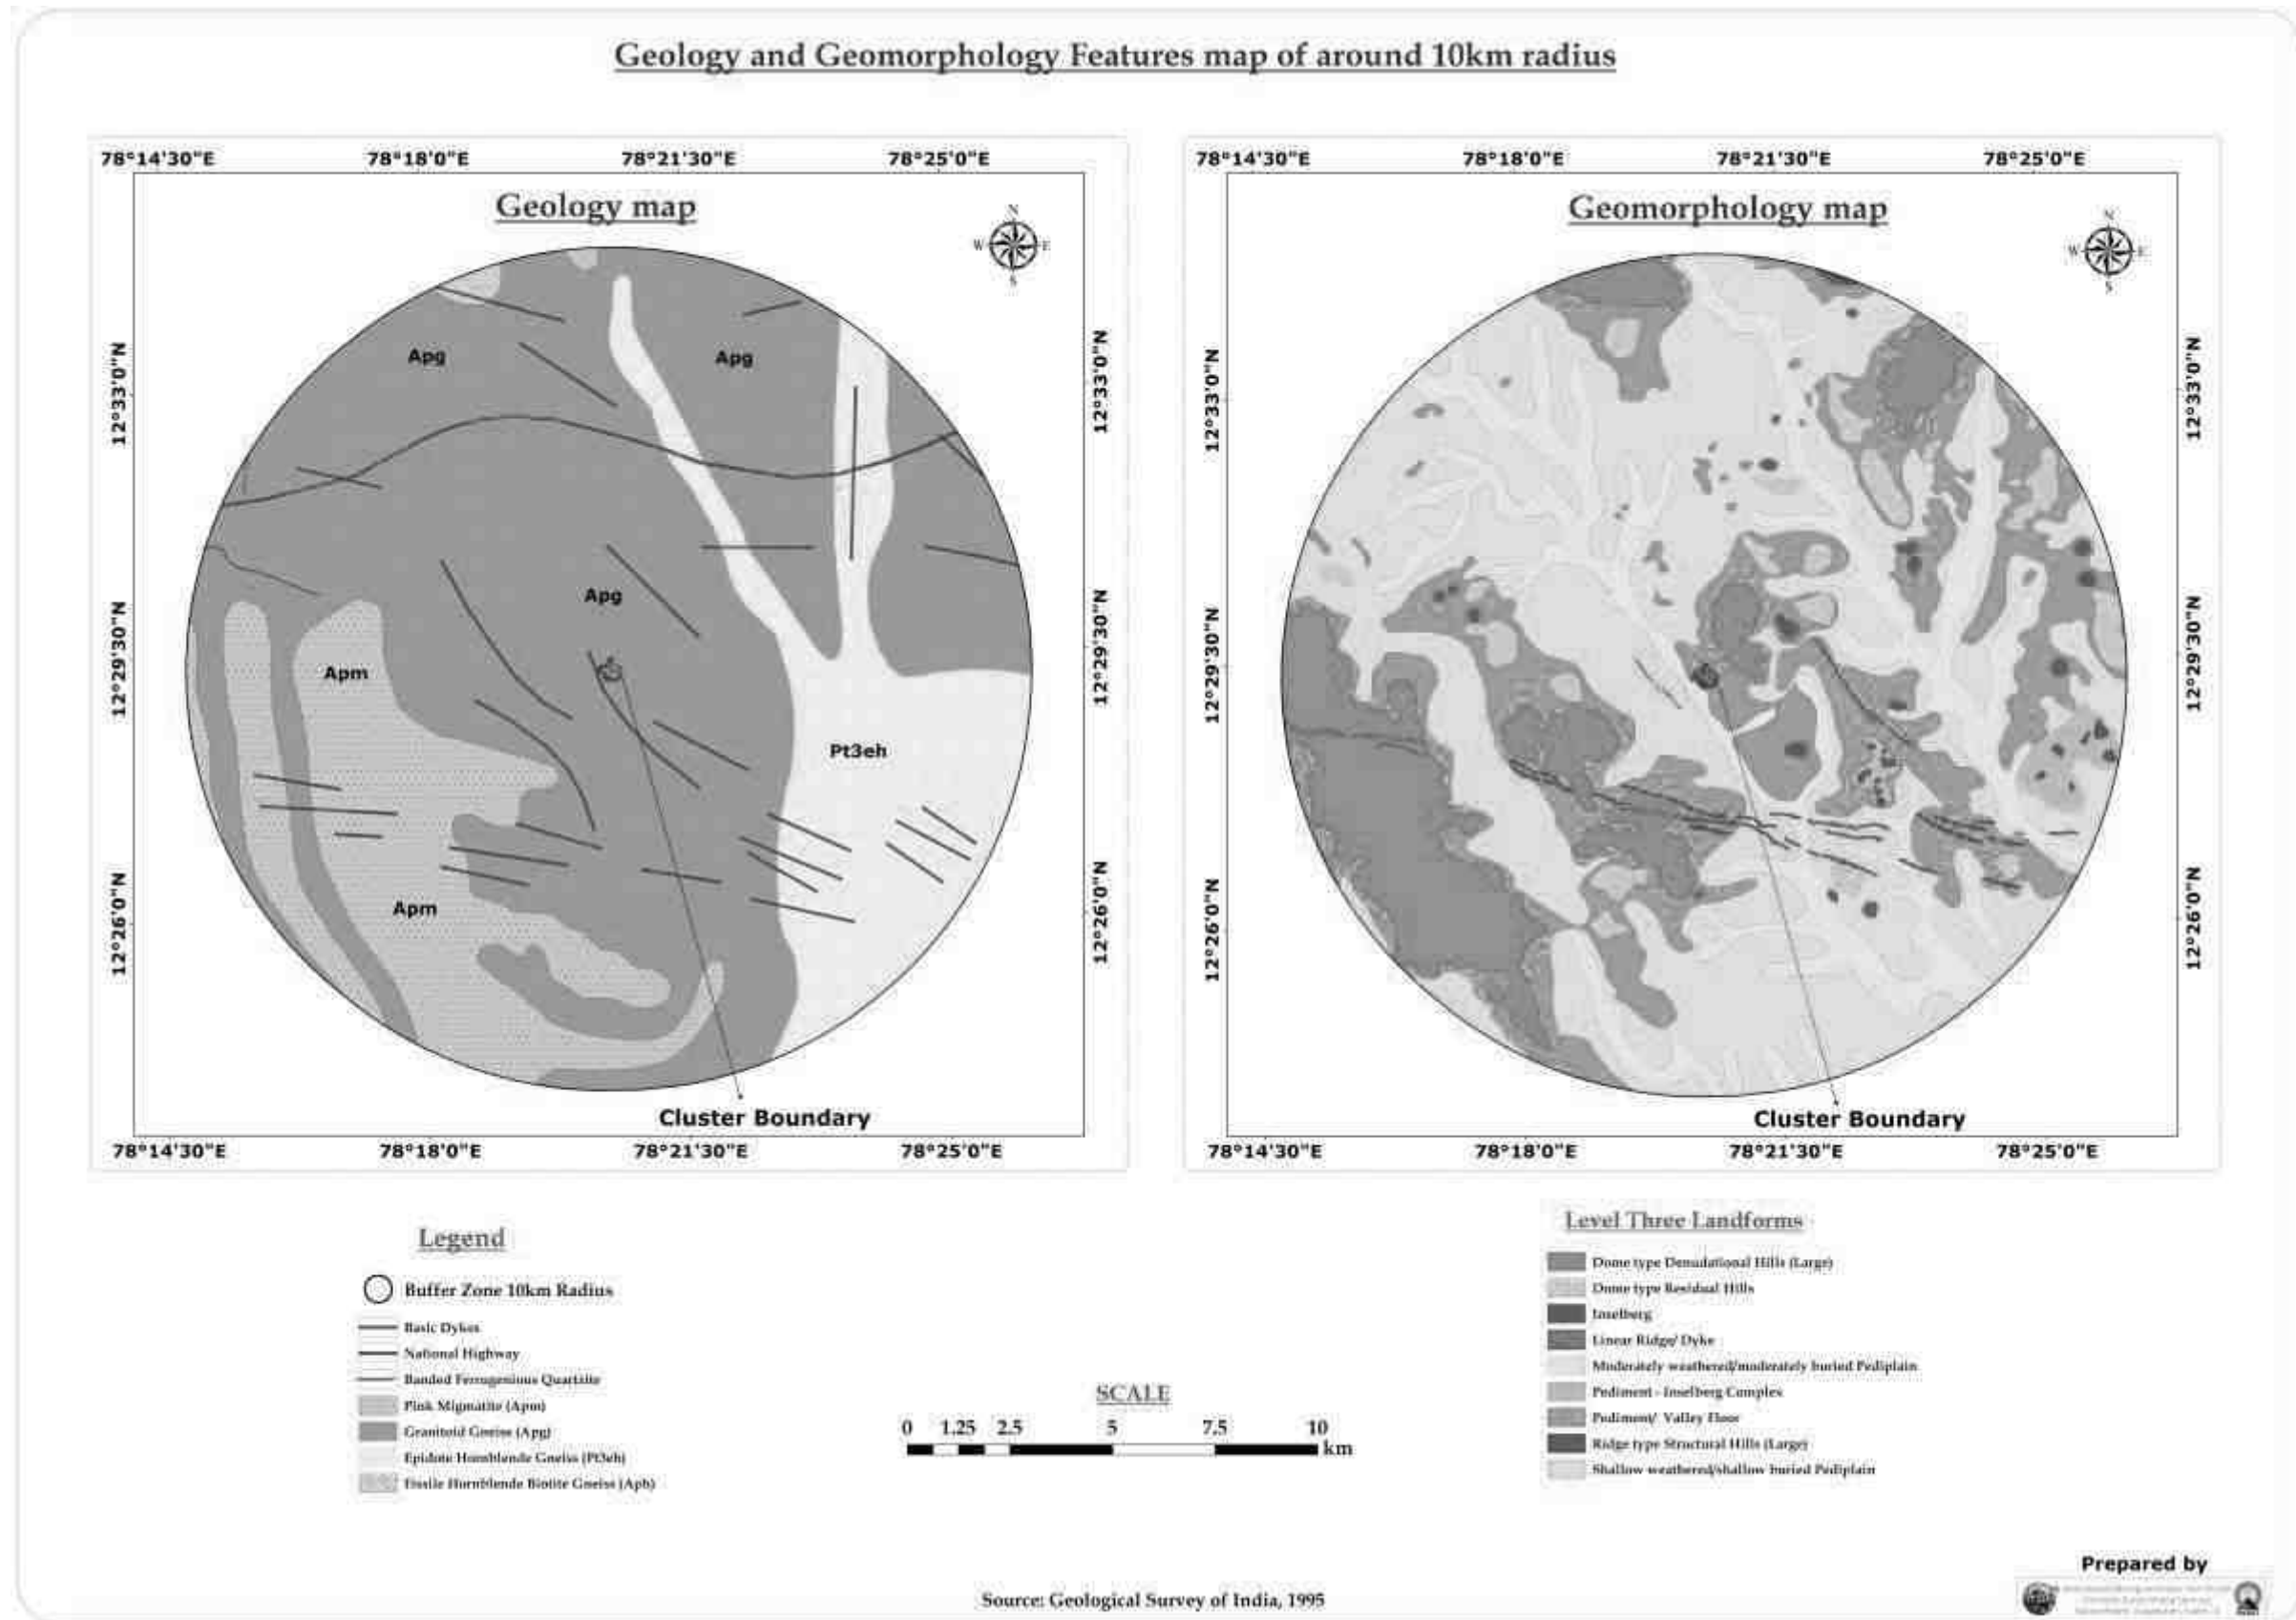 Geology and Geomorphology Features map of around 10km radius
78°14'30"E 78°18'0"E 78°21'30"E 78°25'0"E
Geology map
N
W E
S
12°33'0"N
12°29'30"N
12°26'0"N
12°33'0"N
12°29'30"N
12°26'0"N
Apg
Apg
Apg
Apm
Pt3eh
Apm
Cluster Boundary
78°14'30"E 78°18'0"E 78°21'30"E 78°25'0"E
78°14'30"E 78°18'0"E 78°21'30"E 78°25'0"E
Geomorphology map
N
W E
S
12°33'0"N
12°29'30"N
12°26'0"N
12°33'0"N
12°29'30"N
12°26'0"N
Cluster Boundary
78°14'30"E 78°18'0"E 78°21'30"E 78°25'0"E
Legend
Buffer Zone 10km Radius
Basic Dykes
National Highway
Banded Ferrugenious Quartzite
Pink Migmatite (Apm)
Granitoid Gneiss (Apg)
Epidote Hornblende Gneiss (Pt3eh)
Fissile Hornblende Biotite Gneiss (Aph)
SCALE
0 1.25 2.5 5 7.5 10
km
Level Three Landforms
Dome type Denudational Hills (Large)
Dome type Residual Hills
Inselberg
Linear Ridge/ Dyke
Moderately weathered/moderately buried Pediplain
Pediment - Inselberg Complex
Pediment/ Valley Floor
Ridge type Structural Hills (Large)
Shallow weathered/shallow buried Pediplain
Source: Geological Survey of India, 1995
Prepared by